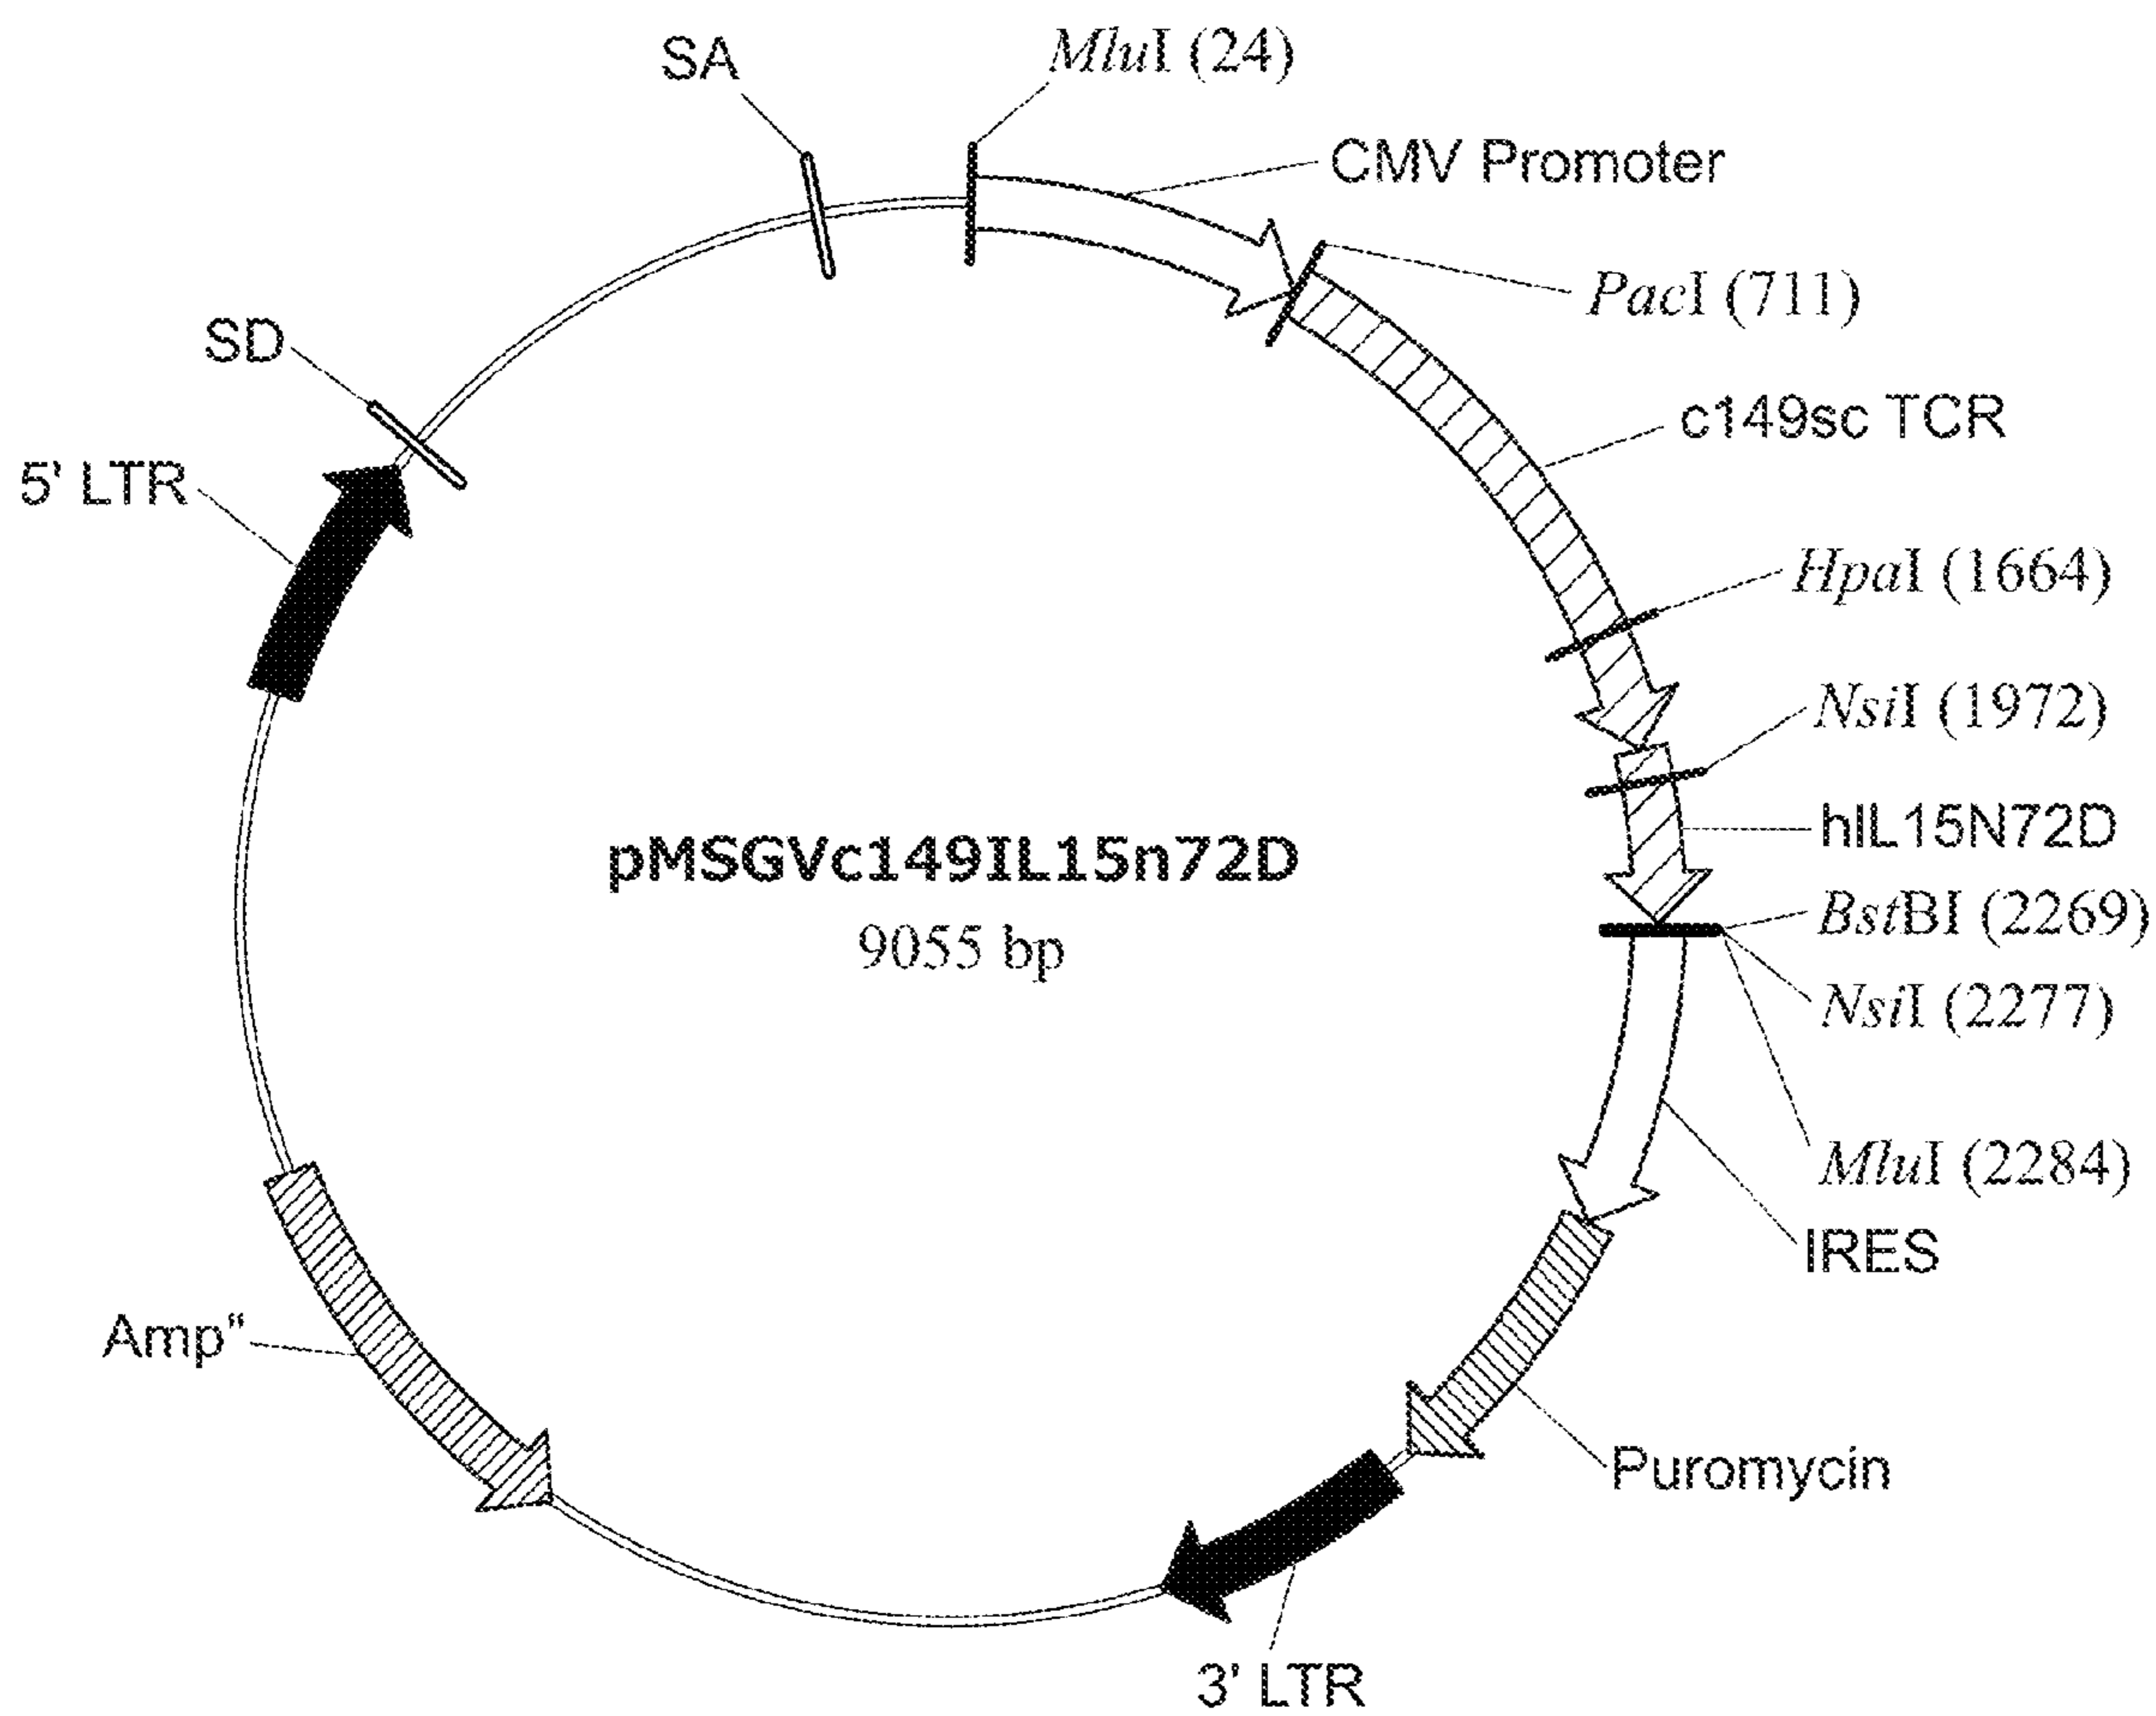 SA
MluI (24)
CMV Promoter
PacI (711)
SD
c149sc TCR
5' LTR
HpaI (1664)
NsiI (1972)
hIL15N72D
pMSGVc149IL15n72D
9055 bp
BstBI (2269)
NsiI (2277)
MluI (2284)
IRES
Amp"
Puromycin
3' LTR